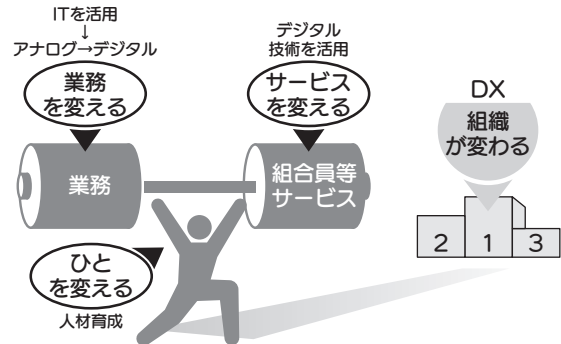 ITを活用
↓
アナログ→デジタル
業務
を変える
デジタル
技術を活用
サービス
を変える
DX
組織
が変わる
業務
組合員等
サービス
2 1 3
ひと
を変える
人材育成